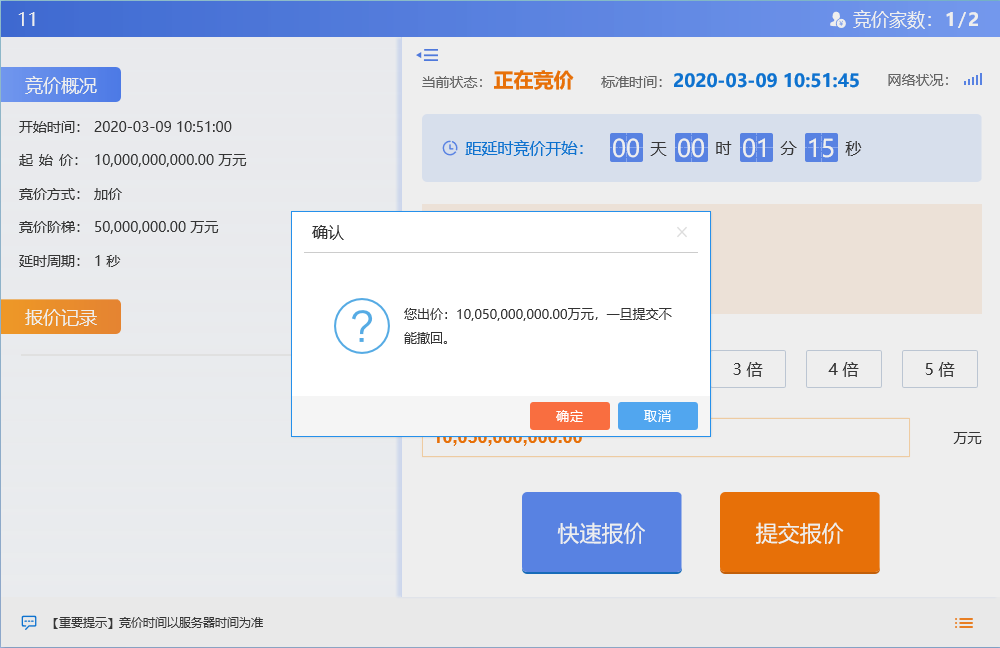 11
竞价家数：1/2
竞价概况
开始时间： 2020-03-09 10:51:00
起 始 价： 10,000,000,000.00 万元
竞价方式： 加价
竞价阶梯： 50,000,000.00 万元
延时周期： 1 秒
报价记录
当前状态：正在竞价 标准时间：2020-03-09 10:51:45 网络状况：
距延时竞价开始： 00 天 00 时 01 分 15 秒
确认
您出价：10,050,000,000.00万元，一旦提交不
能撤回。
确定 取消
3 倍 4 倍 5 倍
10,050,000,000.00 万元
快速报价 提交报价
【重要提示】竞价时间以服务器时间为准